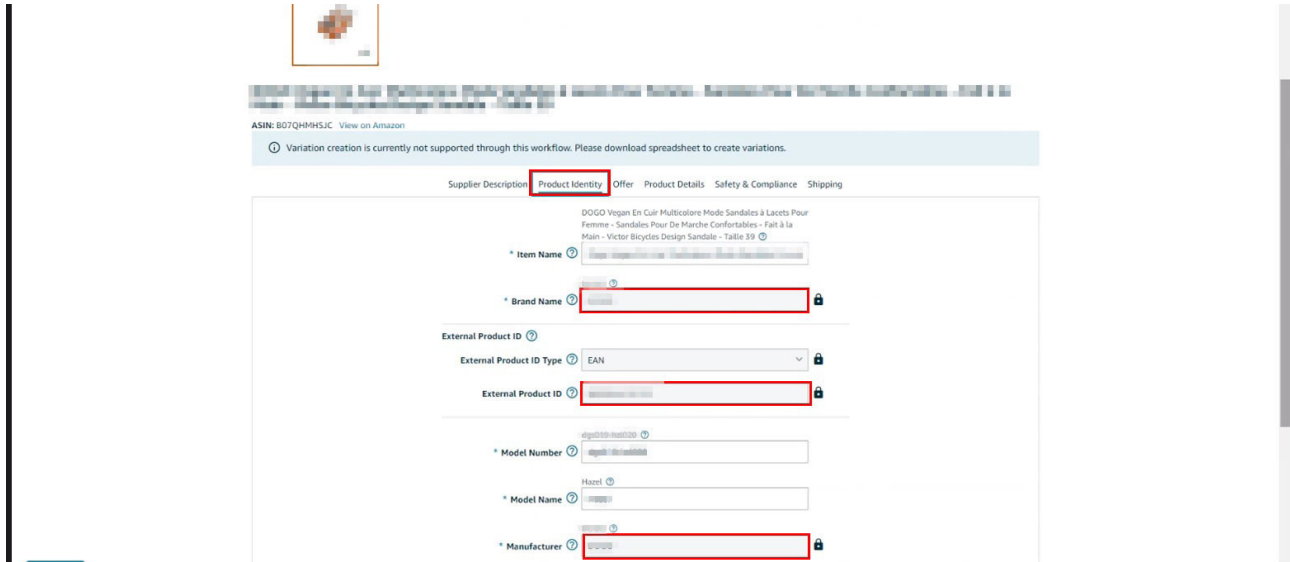 ASIN: B07QHMHSJC View on Amazon
Variation creation is currently not supported through this workflow. Please download spreadsheet to create variations.
Supplier Description Product Identity Offer Product Details Safety & Compliance Shipping
DOGO Vegan En Cuir Multicolore Mode Sandales à Lacets Pour
Femme - Sandales Pour De Marche Confortables - Fait à la
Main - Victor Bicycles Design Sandale - Taille 39
* Item Name
* Brand Name
External Product ID
External Product ID Type EAN
External Product ID
* Model Number
Hazel
* Model Name
* Manufacturer